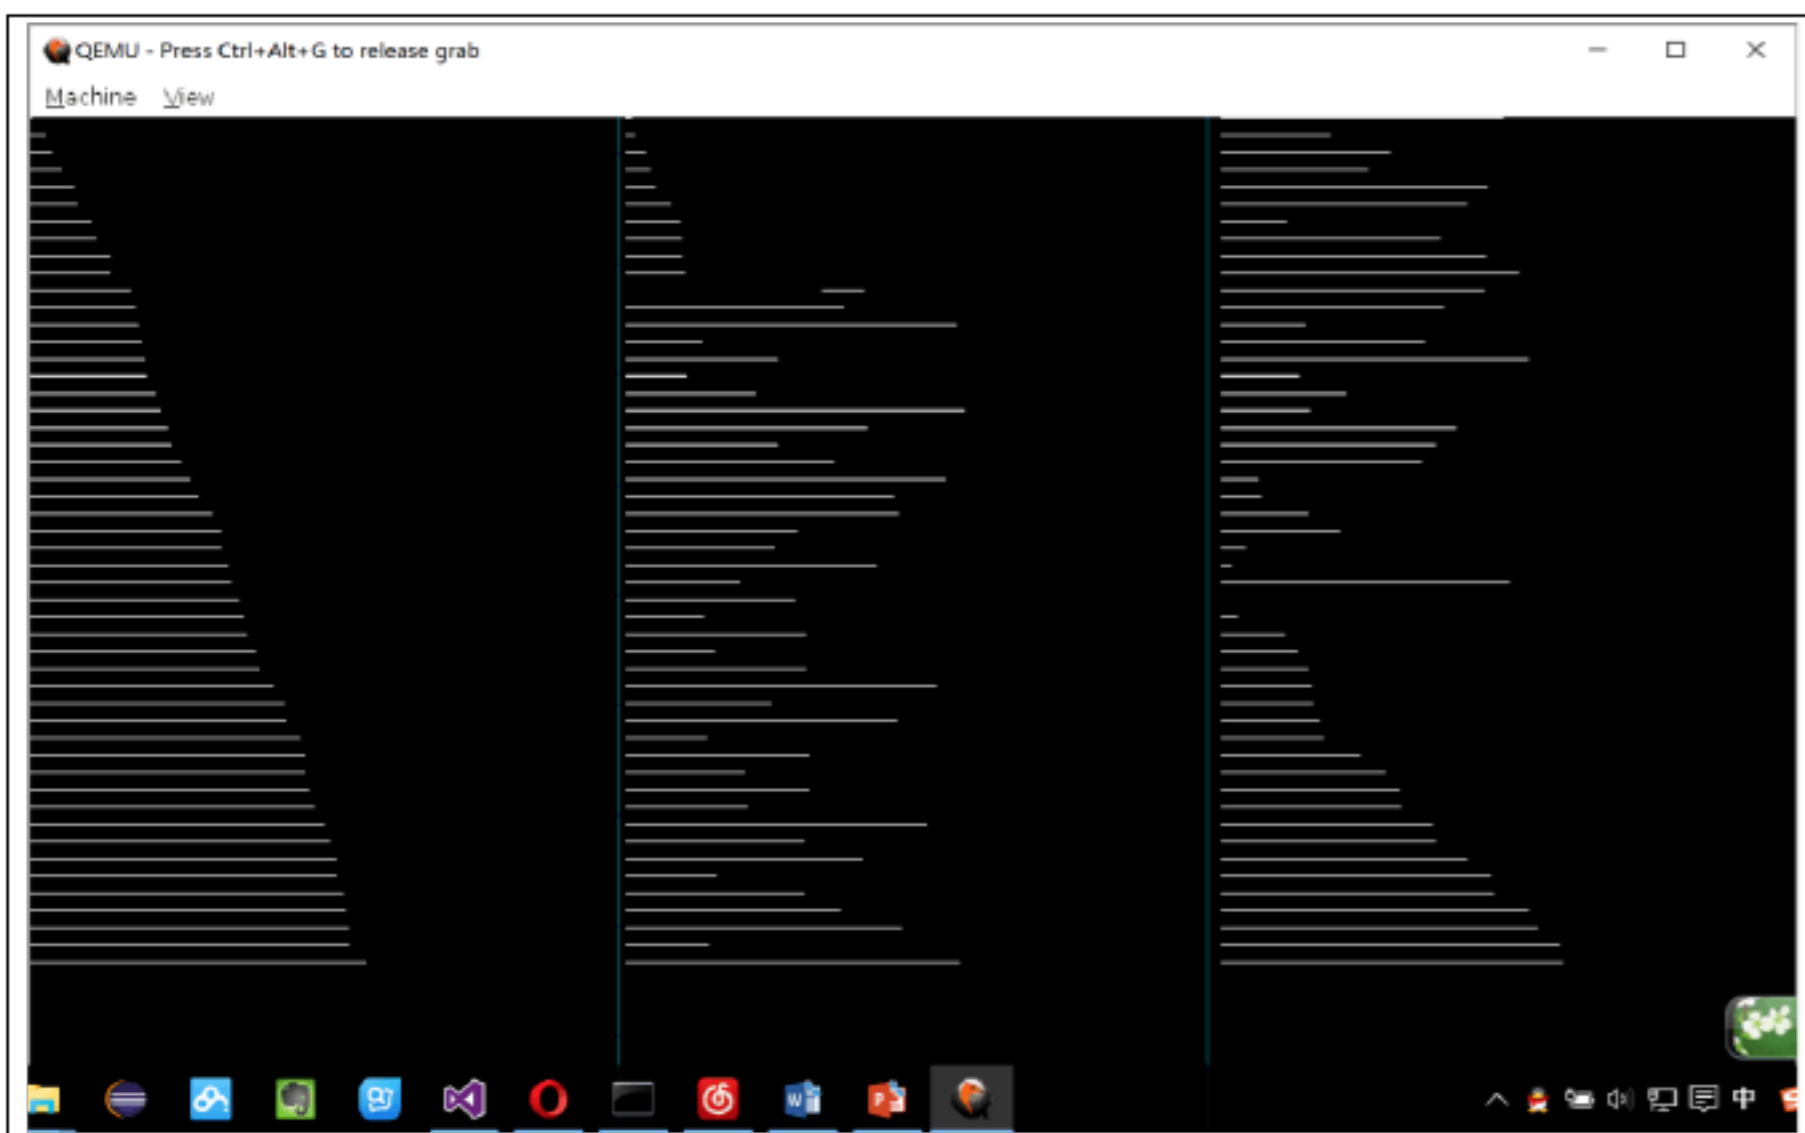 QEMU - Press Ctrl+Alt+G to release grab
Machine View
中